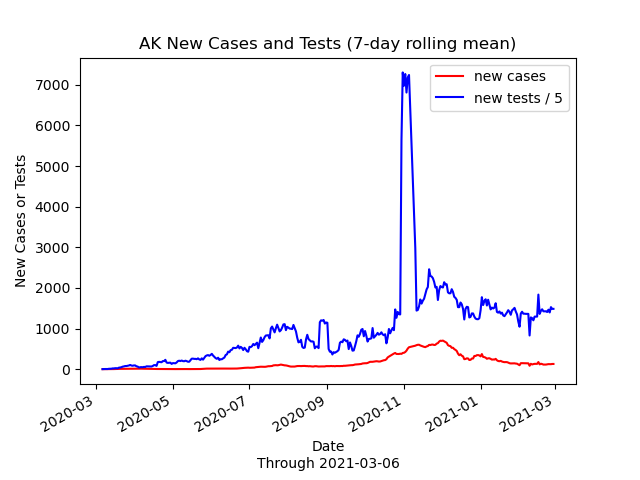 AK New Cases and Tests (7-day rolling mean)
new cases
new tests / 5
New Cases or Tests
7000
6000
5000
4000
3000
2000
1000
0
2020-03
2020-05
2020-07
2020-09
2020-11
2021-01
2021-03
Date
Through 2021-03-06